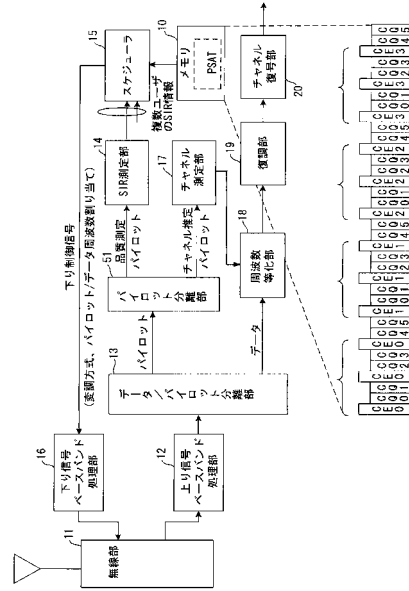 11
無線部
16
下り信号
ベースバンド
処理部
12
上り信号
ベースバンド
処理部
下り制御信号
(変調方式、パイロット/データ周波数割り当て)
13
データ/パイロット分離部
パイロット
データ
51
パイロット分離部
品質測定
パイロット
チャネル推定
パイロット
14
SIR測定部
17
チャネル
測定部
18
周波数
等化部
15
スケジューラ
複数ユーザ
のSIR情報
10
メモリ
PSAT
19
復調部
20
チャネル
復号部